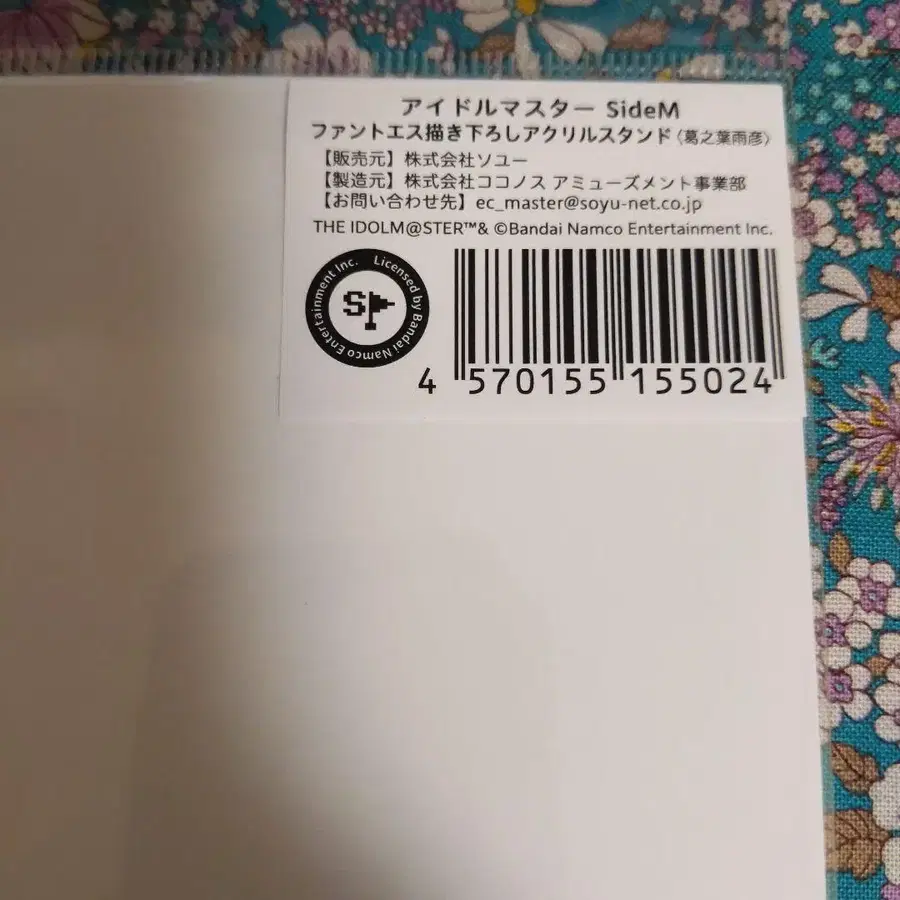 アイドルマスター SideM
ファントエス描き下ろしアクリルスタンド〈葛之葉雨彦〉
【販売元】株式会社ソユー
【製造元】株式会社ココノス アミューズメント事業部
【お問い合わせ先】ec_master@soyu-net.co.jp
THE IDOLM@STER™& ©Bandai Namco Entertainment Inc.
Licensed by Bandai Namco Entertainment Inc.
S
4 570155 155024